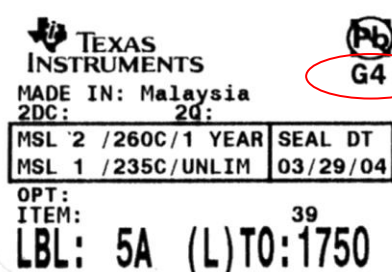 TEXAS
INSTRUMENTS
Pb
G4
MADE IN: Malaysia
2DC: 2Q:
MSL '2 /260C/1 YEAR SEAL DT
MSL 1 /235C/UNLIM 03/29/04
OPT:
ITEM: 39
LBL: 5A (L)TO:1750